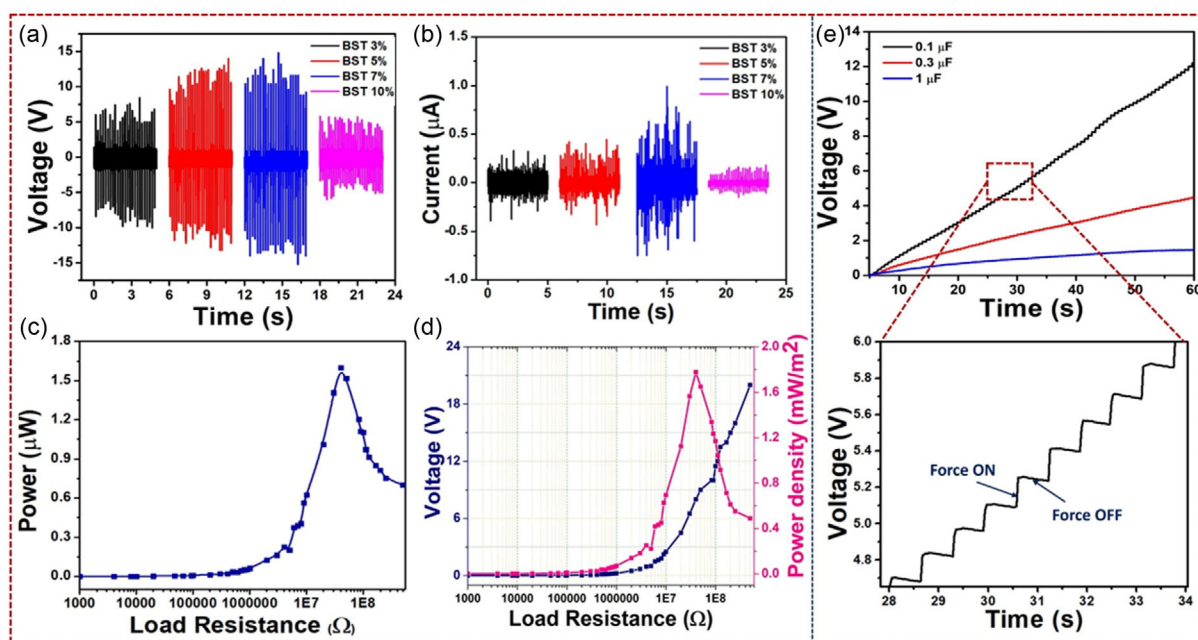 (a)
BST 3%
BST 5%
BST 7%
BST 10%
15
10
5
0
-5
-10
-15
Voltage (V)
0 3 6 9 12 15 18 21 24
Time (s)
(b)
BST 3%
BST 5%
BST 7%
BST 10%
1.0
0.5
0.0
-0.5
-1.0
Current (μA)
0 5 10 15 20 25
Time (s)
(e)
0.1 μF
0.3 μF
1 μF
14
12
10
8
6
4
2
0
Voltage (V)
10 20 30 40 50 60
Time (s)
(c)
1.8
1.5
1.2
0.9
0.6
0.3
0.0
Power (μW)
1000 10000 100000 1000000 1E7 1E8
Load Resistance (Ω)
(d)
24
18
12
6
0
Voltage (V)
2.0
1.6
1.2
0.8
0.4
0.0
Power density (mW/m²)
1000 10000 100000 1000000 1E7 1E8
Load Resistance (Ω)
6.0
5.8
5.6
5.4
5.2
5.0
4.8
Voltage (V)
Force ON
Force OFF
28 29 30 31 32 33 34
Time (s)